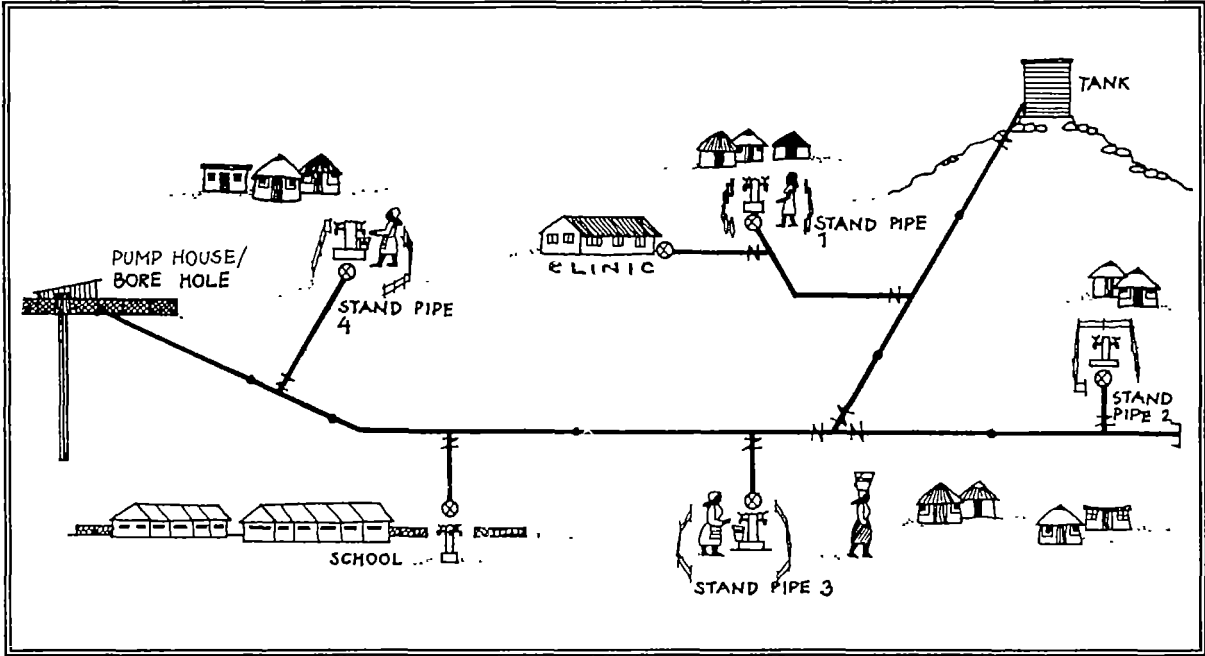 TANK
STAND PIPE
1
CLINIC
PUMP HOUSE/
BORE HOLE
STAND PIPE
4
STAND
PIPE 2
SCHOOL
STAND PIPE 3